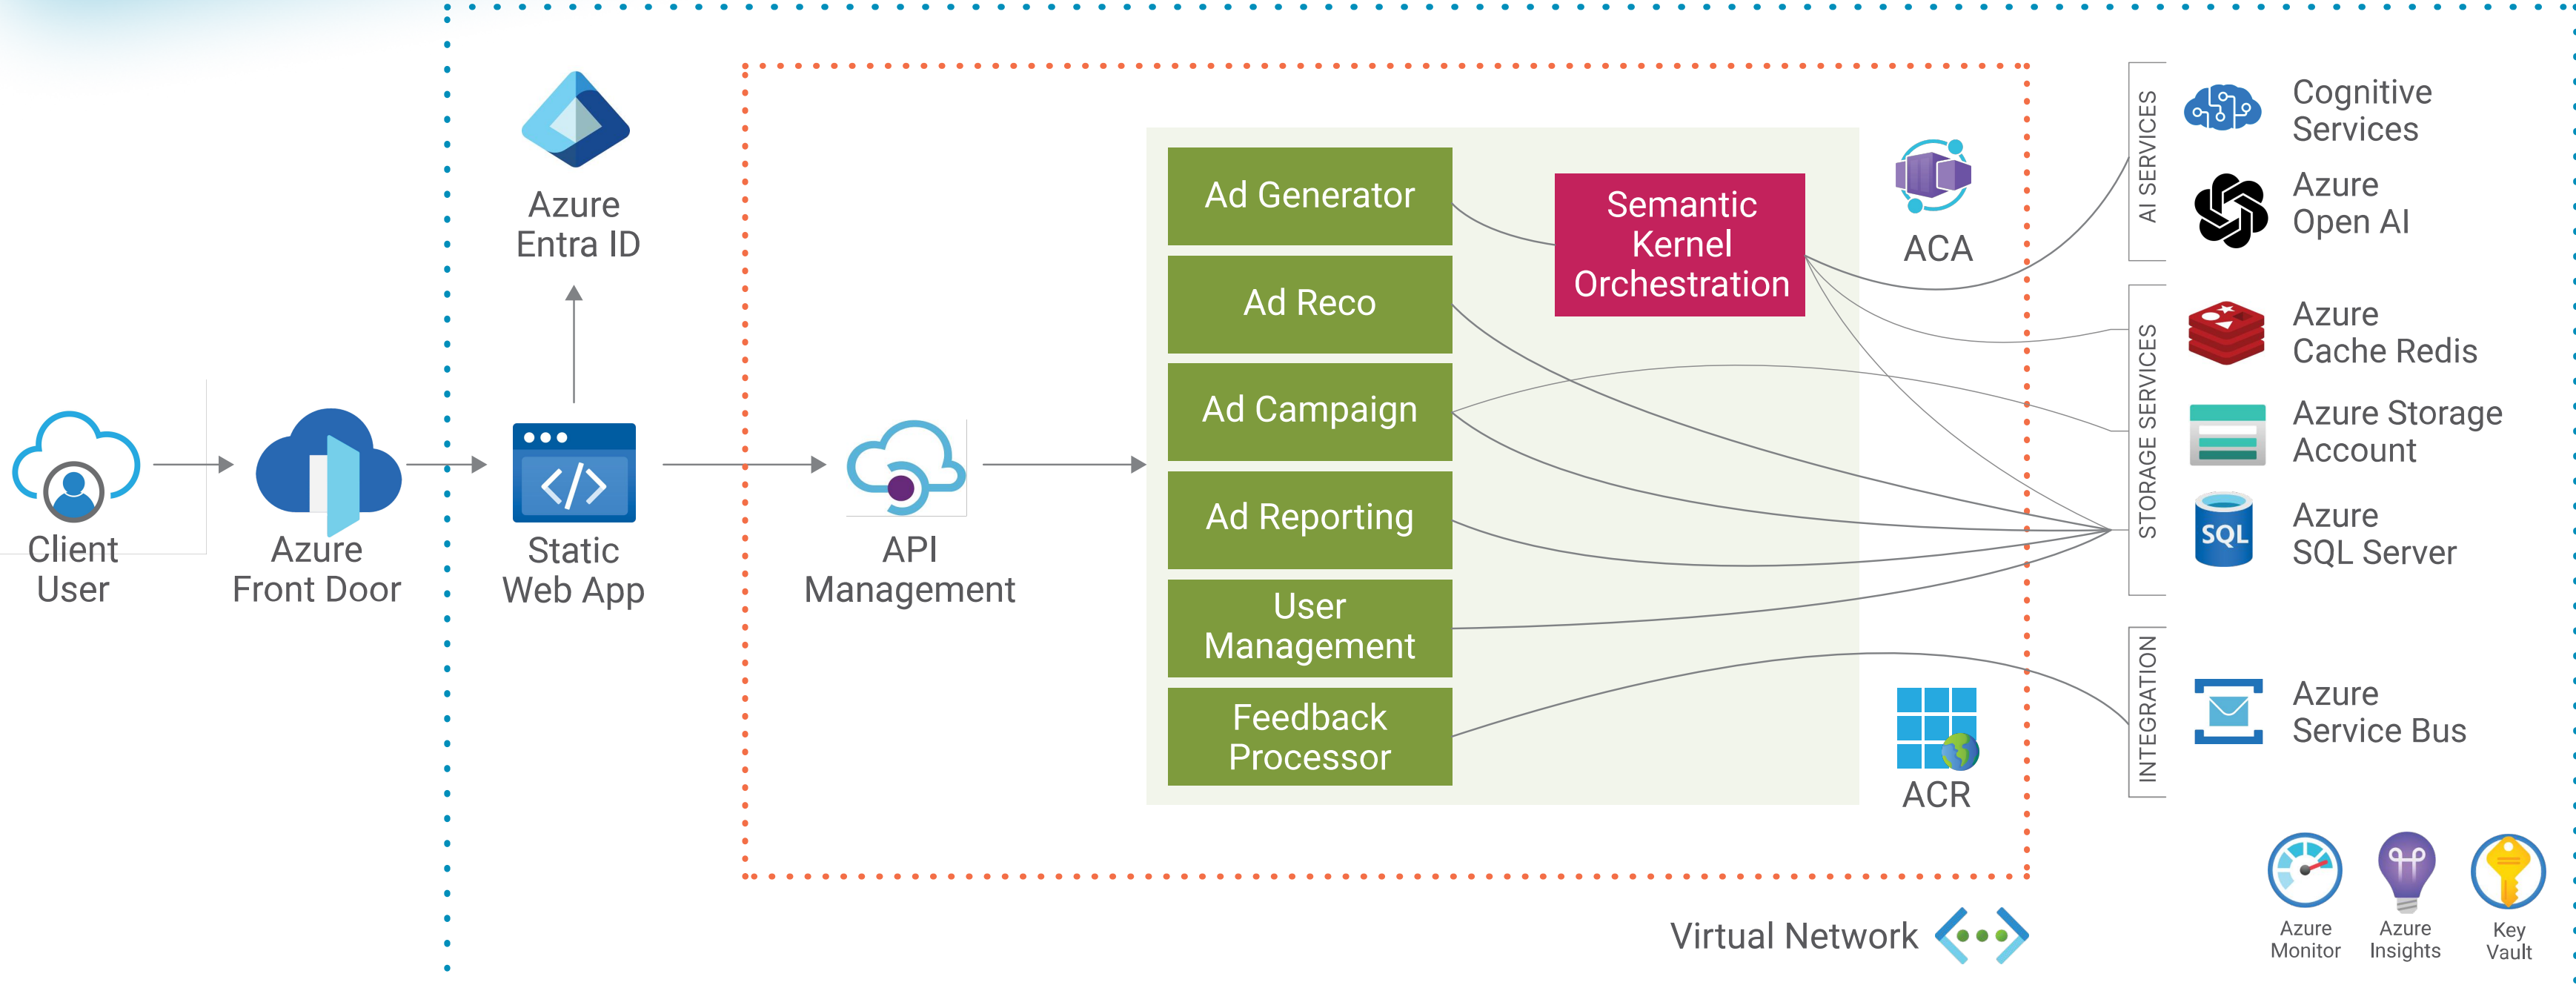 Client
User
Azure
Front Door
Azure
Entra ID
Static
Web App
API
Management
Ad Generator
Ad Reco
Ad Campaign
Ad Reporting
User
Management
Feedback
Processor
Semantic
Kernel
Orchestration
ACA
ACR
Virtual Network
AI SERVICES
Cognitive
Services
Azure
Open AI
STORAGE SERVICES
Azure
Cache Redis
Azure Storage
Account
SQL
Azure
SQL Server
INTEGRATION
Azure
Service Bus
Azure
Monitor
Azure
Insights
Key
Vault